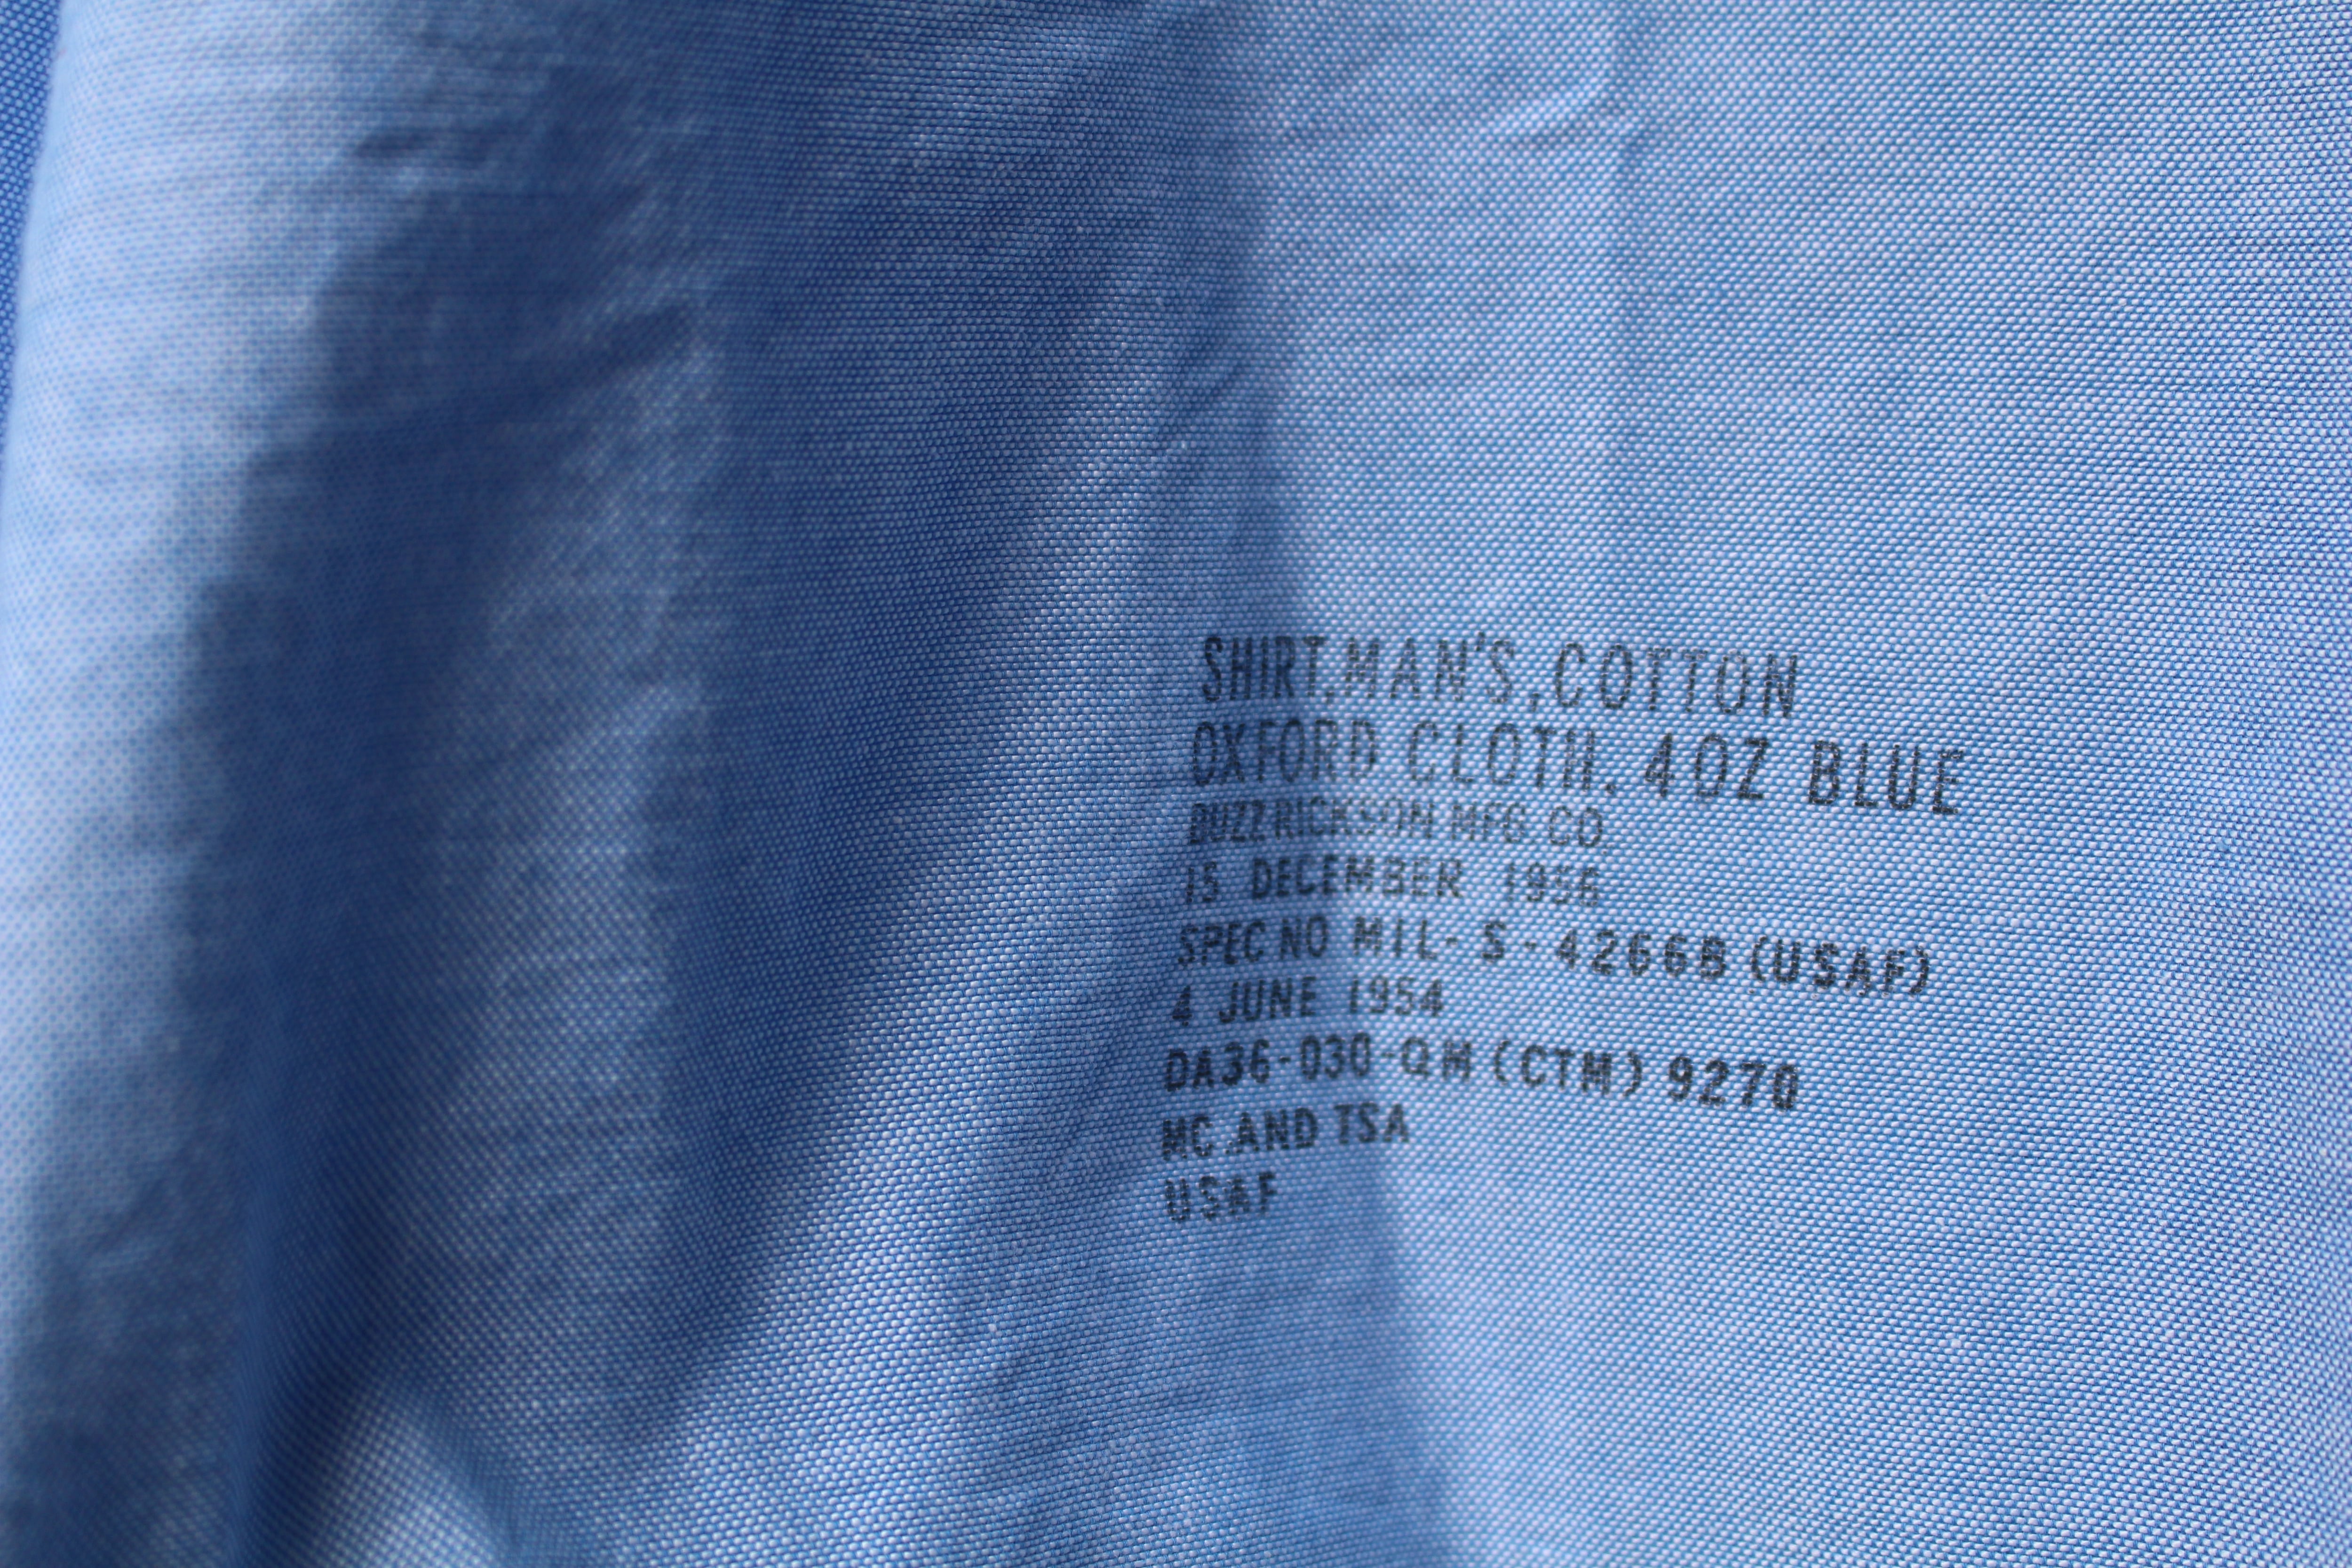 SHIRT,MAN'S,COTTON
OXFORD CLOTH. 4OZ BLUE
BUZZ RICKSON MFG. CO.
15 DECEMBER 1956
SPEC NO MIL-S-4266B (USAF)
4 JUNE 1954
DA36-030-QM (CTM) 9270
MC.AND TSA
USAF